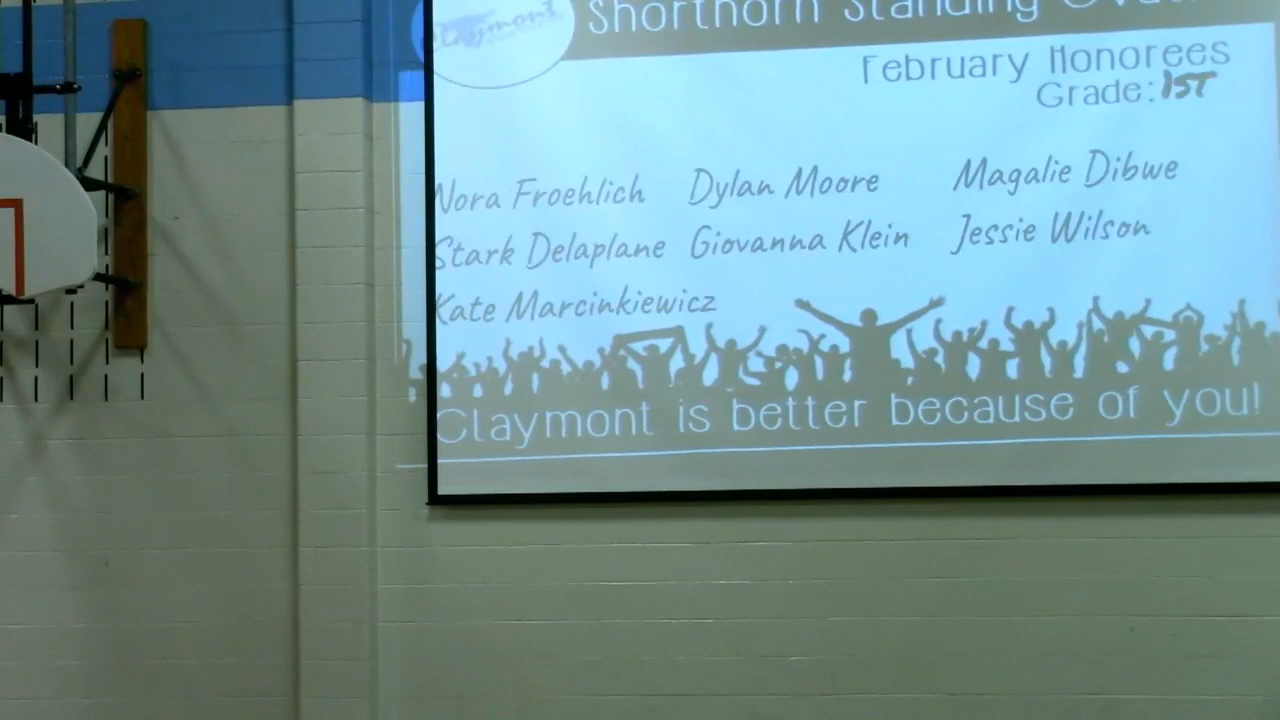 Claymont
Shorthorn Standing
February Honorees
Grade: 1ST
Nora Froehlich Dylan Moore Magalie Dibwe
Stark Delaplane Giovanna Klein Jessie Wilson
Kate Marcinkiewicz
Claymont is better because of you!